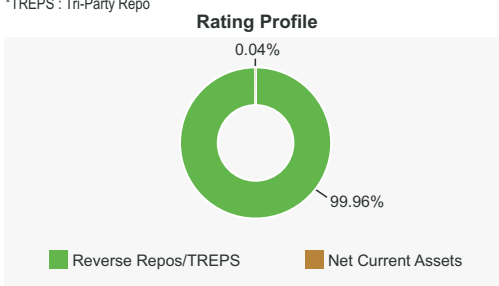 *TREPS : Tri-Party Repo
Rating Profile
0.04%
99.96%
Reverse Repos/TREPS
Net Current Assets